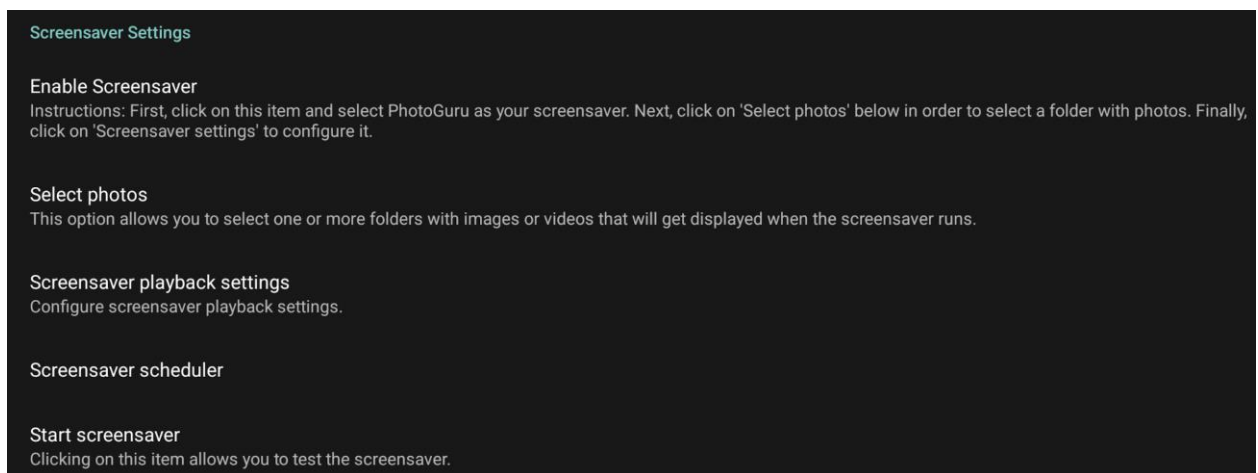 Screensaver Settings
Enable Screensaver
Instructions: First, click on this item and select PhotoGuru as your screensaver. Next, click on 'Select photos' below in order to select a folder with photos. Finally,
click on 'Screensaver settings' to configure it.
Select photos
This option allows you to select one or more folders with images or videos that will get displayed when the screensaver runs.
Screensaver playback settings
Configure screensaver playback settings.
Screensaver scheduler
Start screensaver
Clicking on this item allows you to test the screensaver.